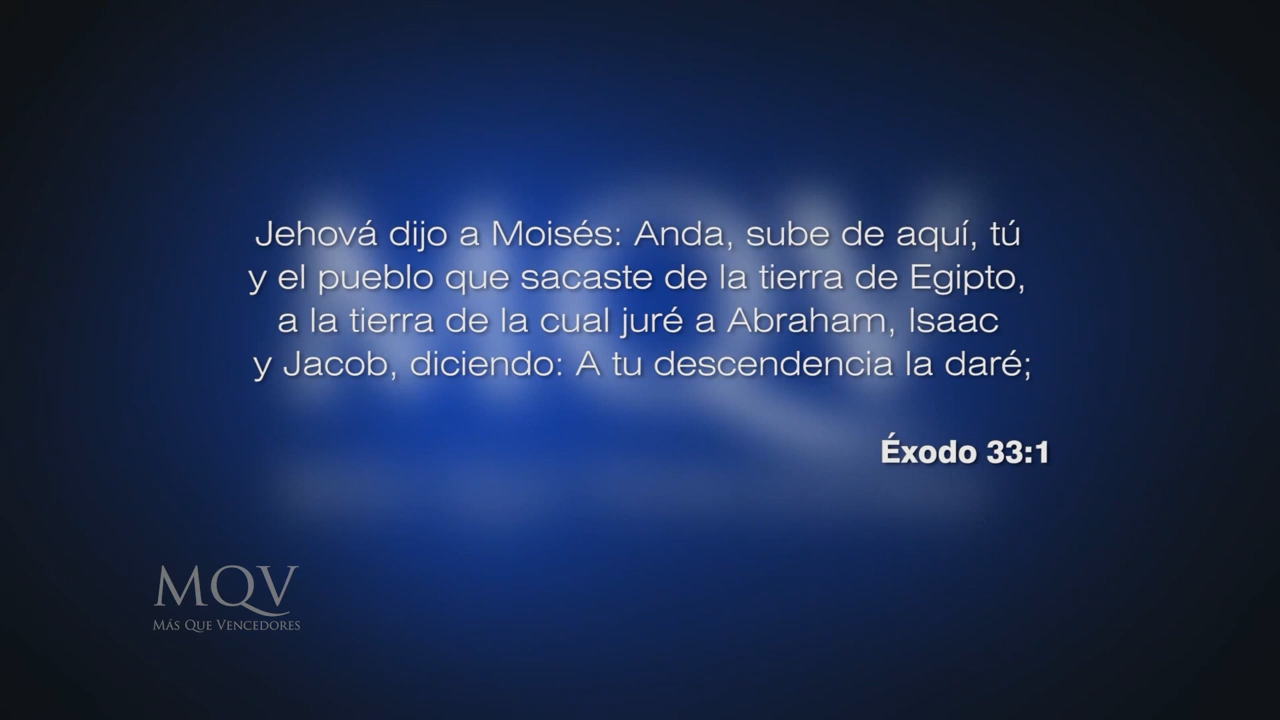 Jehová dijo a Moisés: Anda, sube de aquí, tú
y el pueblo que sacaste de la tierra de Egipto,
a la tierra de la cual juré a Abraham, Isaac
y Jacob, diciendo: A tu descendencia la daré;
Éxodo 33:1
MQV
MÁS QUE VENCEDORES